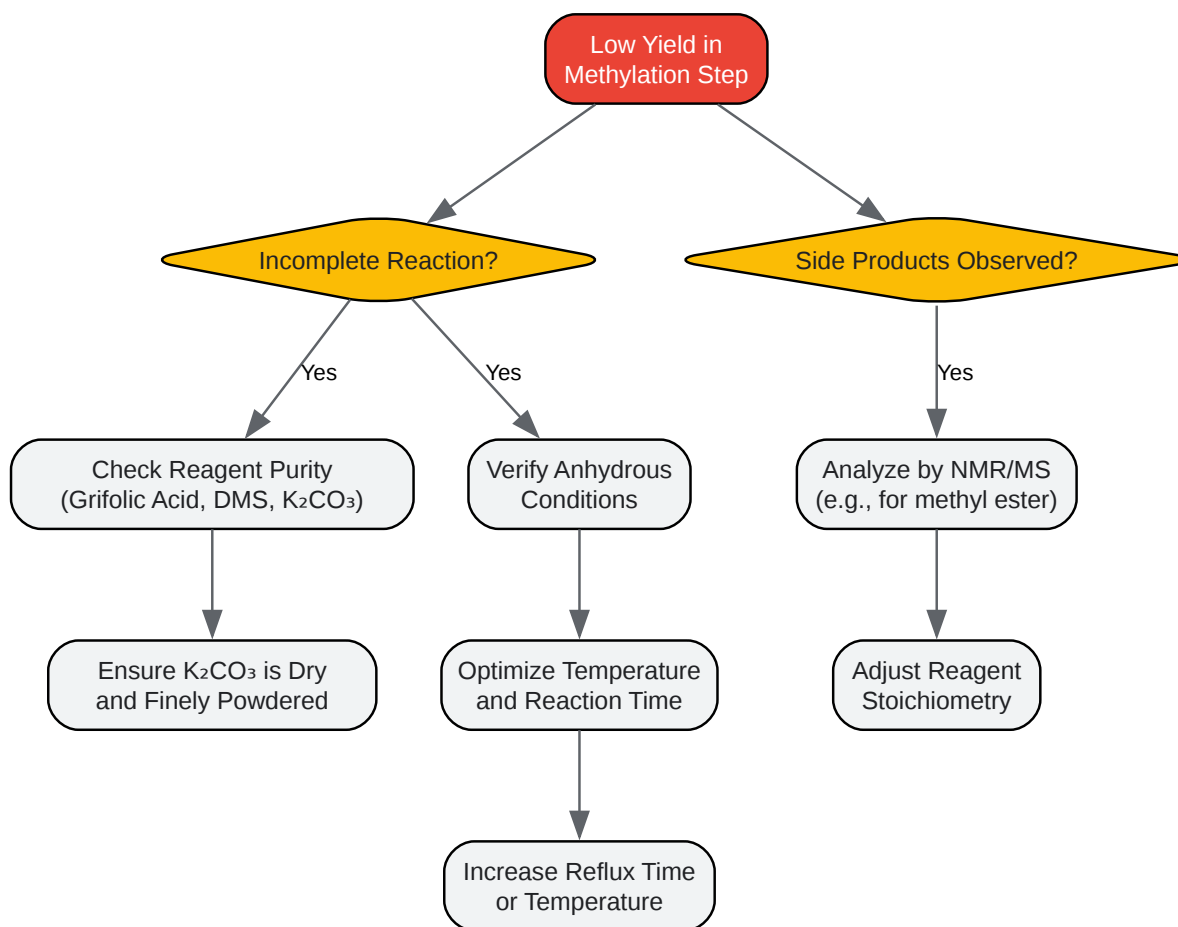 Low Yield in
Methylation Step
Incomplete Reaction?
Side Products Observed?
Yes
Yes
Yes
Check Reagent Purity
(Grifolic Acid, DMS, K₂CO₃)
Verify Anhydrous
Conditions
Analyze by NMR/MS
(e.g., for methyl ester)
Ensure K₂CO₃ is Dry
and Finely Powdered
Optimize Temperature
and Reaction Time
Adjust Reagent
Stoichiometry
Increase Reflux Time
or Temperature